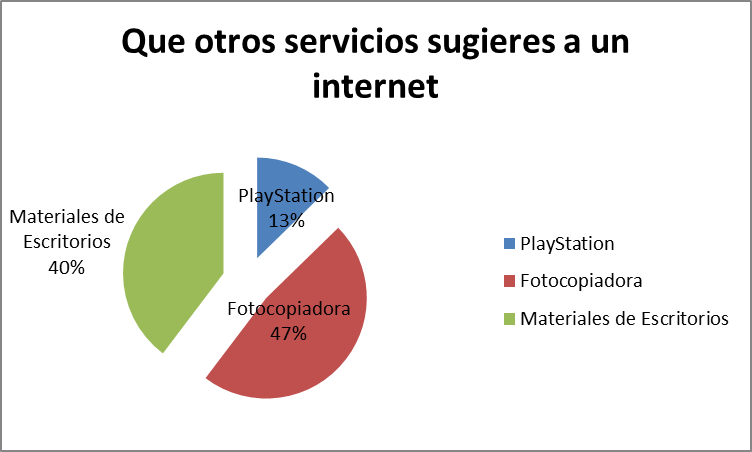 Que otros servicios sugieres a un
internet
PlayStation
13%
Materiales de
Escritorios
40%
Fotocopiadora
47%
PlayStation
Fotocopiadora
Materiales de Escritorios